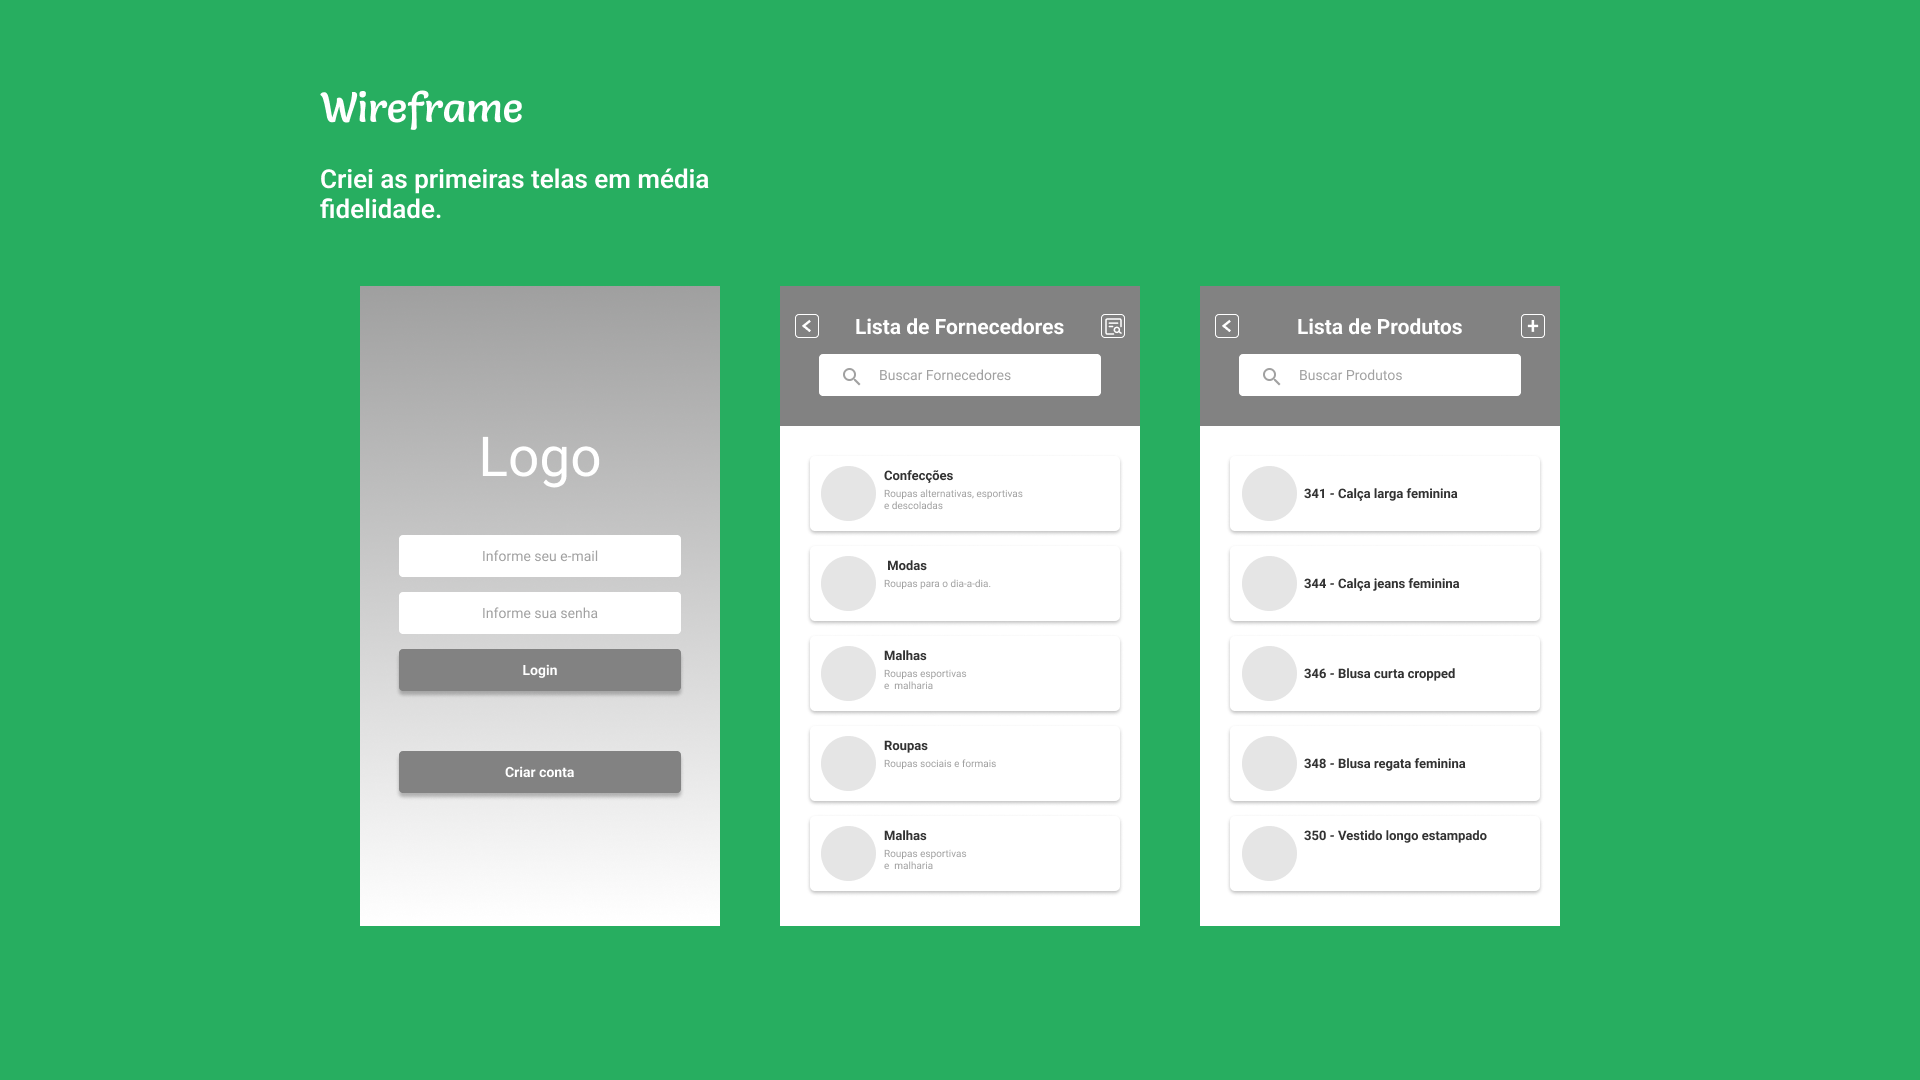 Wireframe
Criei as primeiras telas em média
fidelidade.
Logo
Informe seu e-mail
Informe sua senha
Login
Criar conta
Lista de Fornecedores
Buscar Fornecedores
Confecções
Roupas alternativas, esportivas
e descoladas
Modas
Roupas para o dia-a-dia.
Malhas
Roupas esportivas
e malharia
Roupas
Roupas sociais e formais
Malhas
Roupas esportivas
e malharia
Lista de Produtos
Buscar Produtos
341 - Calça larga feminina
344 - Calça jeans feminina
346 - Blusa curta cropped
348 - Blusa regata feminina
350 - Vestido longo estampado